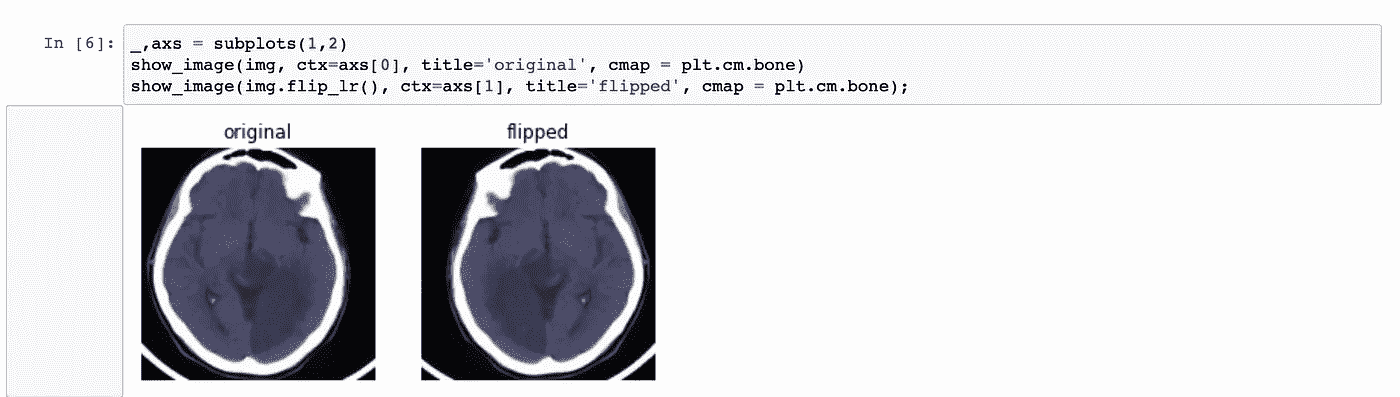 In [6]: _,axs = subplots(1,2)
show_image(img, ctx=axs[0], title='original', cmap = plt.cm.bone)
show_image(img.flip_lr(), ctx=axs[1], title='flipped', cmap = plt.cm.bone);
original flipped